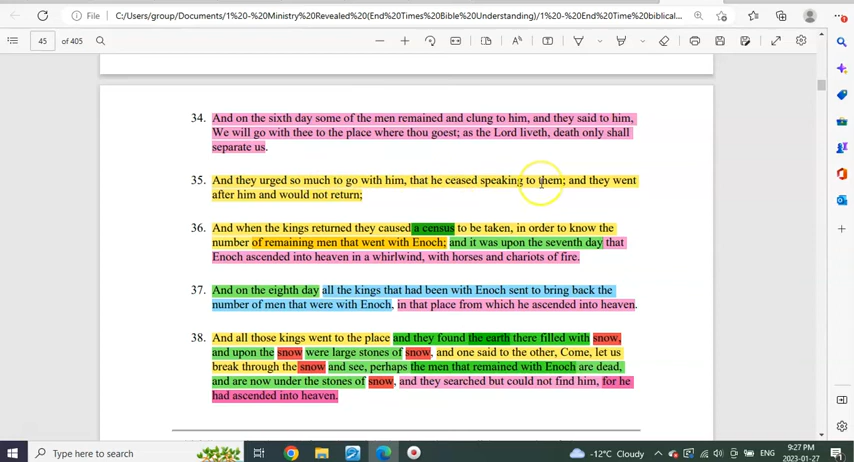 File
C:/Users/group/Documents/1%20-%20Ministry%20Revealed%20(End%20Times%20Bible%20Understanding)/1%20-%20End%20Time%20biblical...
45 of 405
34. And on the sixth day some of the men remained and clung to him, and they said to him,
We will go with thee to the place where thou goest; as the Lord liveth, death only shall
separate us.
35. And they urged so much to go with him, that he ceased speaking to them; and they went
after him and would not return;
36. And when the kings returned they caused a census to be taken, in order to know the
number of remaining men that went with Enoch; and it was upon the seventh day that
Enoch ascended into heaven in a whirlwind, with horses and chariots of fire.
37. And on the eighth day all the kings that had been with Enoch sent to bring back the
number of men that were with Enoch, in that place from which he ascended into heaven.
38. And all those kings went to the place and they found the earth there filled with snow,
and upon the snow were large stones of snow, and one said to the other, Come, let us
break through the snow and see, perhaps the men that remained with Enoch are dead,
and are now under the stones of snow, and they searched but could not find him, for he
had ascended into heaven.
Type here to search
-12°C Cloudy
ENG
9:27 PM
2023-01-27